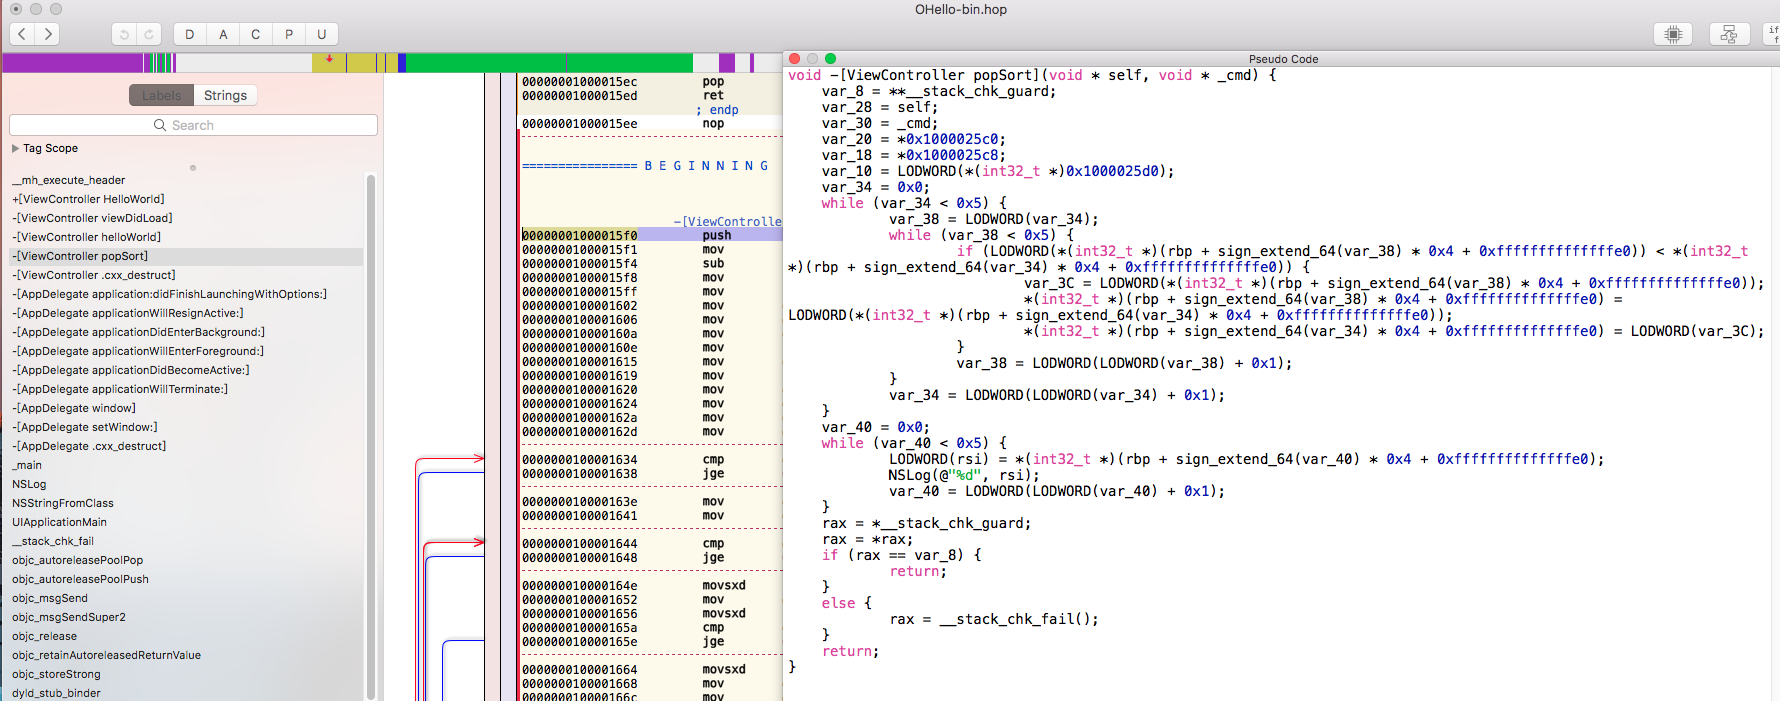 OHello-bin.hop
D A C P U
if
f
Labels Strings
Search
Tag Scope
__mh_execute_header
+[ViewController HelloWorld]
-[ViewController viewDidLoad]
-[ViewController helloWorld]
-[ViewController popSort]
-[ViewController .cxx_destruct]
-[AppDelegate application:didFinishLaunchingWithOptions:]
-[AppDelegate applicationWillResignActive:]
-[AppDelegate applicationDidEnterBackground:]
-[AppDelegate applicationWillEnterForeground:]
-[AppDelegate applicationDidBecomeActive:]
-[AppDelegate applicationWillTerminate:]
-[AppDelegate window]
-[AppDelegate setWindow:]
-[AppDelegate .cxx_destruct]
_main
NSLog
NSStringFromClass
UIApplicationMain
__stack_chk_fail
objc_autoreleasePoolPop
objc_autoreleasePoolPush
objc_msgSend
objc_msgSendSuper2
objc_release
objc_retainAutoreleasedReturnValue
objc_storeStrong
dyld_stub_binder
00000001000015ec pop
00000001000015ed ret
; endp
00000001000015ee nop
================ B E G I N N I N G
-[ViewControlle
00000001000015f0 push
00000001000015f1 mov
00000001000015f4 sub
00000001000015f8 mov
00000001000015ff mov
0000000100001602 mov
0000000100001606 mov
000000010000160a mov
000000010000160e mov
0000000100001615 mov
0000000100001619 mov
0000000100001620 mov
0000000100001624 mov
000000010000162a mov
000000010000162d mov
0000000100001634 cmp
0000000100001638 jge
000000010000163e mov
0000000100001641 mov
0000000100001644 cmp
0000000100001648 jge
000000010000164e movsxd
0000000100001652 mov
0000000100001656 movsxd
000000010000165a cmp
000000010000165e jge
0000000100001664 movsxd
0000000100001668 mov
000000010000166c mov
Pseudo Code
void -[ViewController popSort](void * self, void * _cmd) {
var_8 = **__stack_chk_guard;
var_28 = self;
var_30 = _cmd;
var_20 = *0x1000025c0;
var_18 = *0x1000025c8;
var_10 = LODWORD(*(int32_t *)0x1000025d0);
var_34 = 0x0;
while (var_34 < 0x5) {
var_38 = LODWORD(var_34);
while (var_38 < 0x5) {
if (LODWORD(*(int32_t *)(rbp + sign_extend_64(var_38) * 0x4 + 0xffffffffffffffe0)) < *(int32_t
*)(rbp + sign_extend_64(var_34) * 0x4 + 0xffffffffffffffe0)) {
var_3C = LODWORD(*(int32_t *)(rbp + sign_extend_64(var_38) * 0x4 + 0xffffffffffffffe0));
*(int32_t *)(rbp + sign_extend_64(var_38) * 0x4 + 0xffffffffffffffe0) =
LODWORD(*(int32_t *)(rbp + sign_extend_64(var_34) * 0x4 + 0xffffffffffffffe0));
*(int32_t *)(rbp + sign_extend_64(var_34) * 0x4 + 0xffffffffffffffe0) = LODWORD(var_3C);
}
var_38 = LODWORD(LODWORD(var_38) + 0x1);
}
var_34 = LODWORD(LODWORD(var_34) + 0x1);
}
var_40 = 0x0;
while (var_40 < 0x5) {
LODWORD(rsi) = *(int32_t *)(rbp + sign_extend_64(var_40) * 0x4 + 0xffffffffffffffe0);
NSLog(@"%d", rsi);
var_40 = LODWORD(LODWORD(var_40) + 0x1);
}
rax = *__stack_chk_guard;
rax = *rax;
if (rax == var_8) {
return;
}
else {
rax = __stack_chk_fail();
}
return;
}